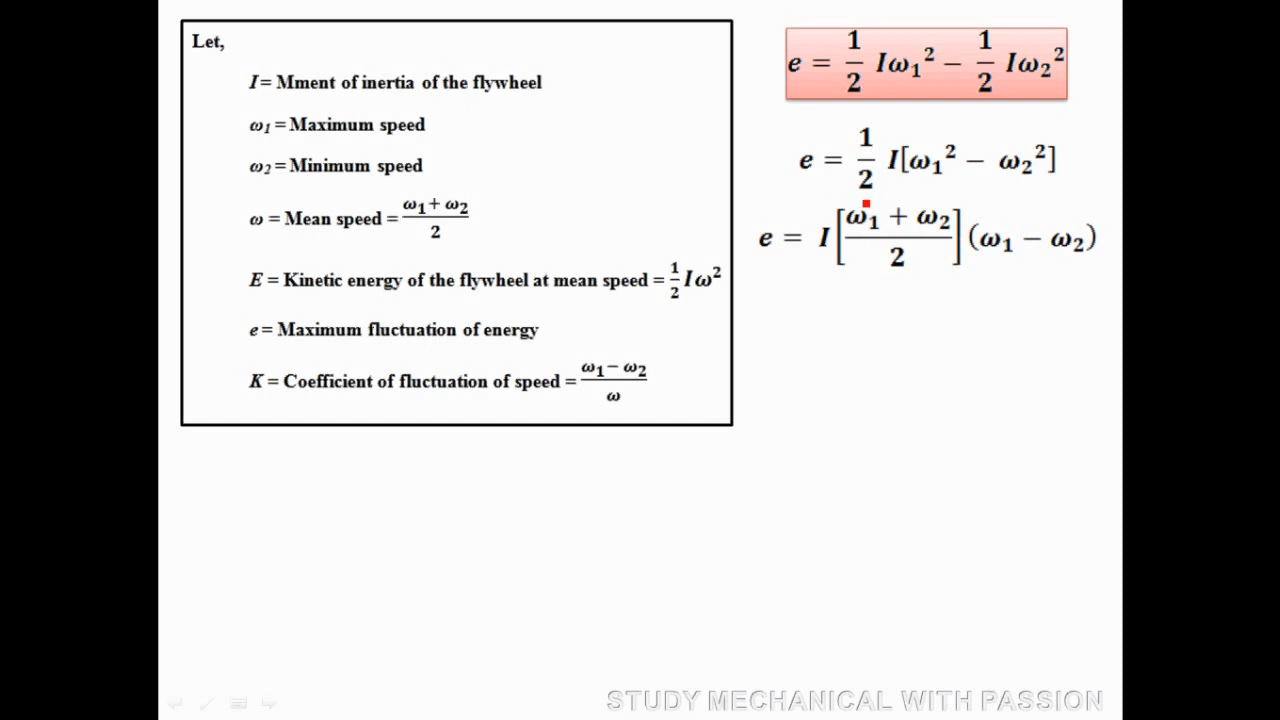 Let,
I = Mment of inertia of the flywheel
ω₁ = Maximum speed
ω₂ = Minimum speed
ω = Mean speed = (ω₁ + ω₂)/2
E = Kinetic energy of the flywheel at mean speed = 1/2 Iω²
e = Maximum fluctuation of energy
K = Coefficient of fluctuation of speed = (ω₁ − ω₂)/ω
e = 1/2 Iω₁² − 1/2 Iω₂²
e = 1/2 I[ω₁² − ω₂²]
e = I[(ω₁ + ω₂)/2](ω₁ − ω₂)
STUDY MECHANICAL WITH PASSION